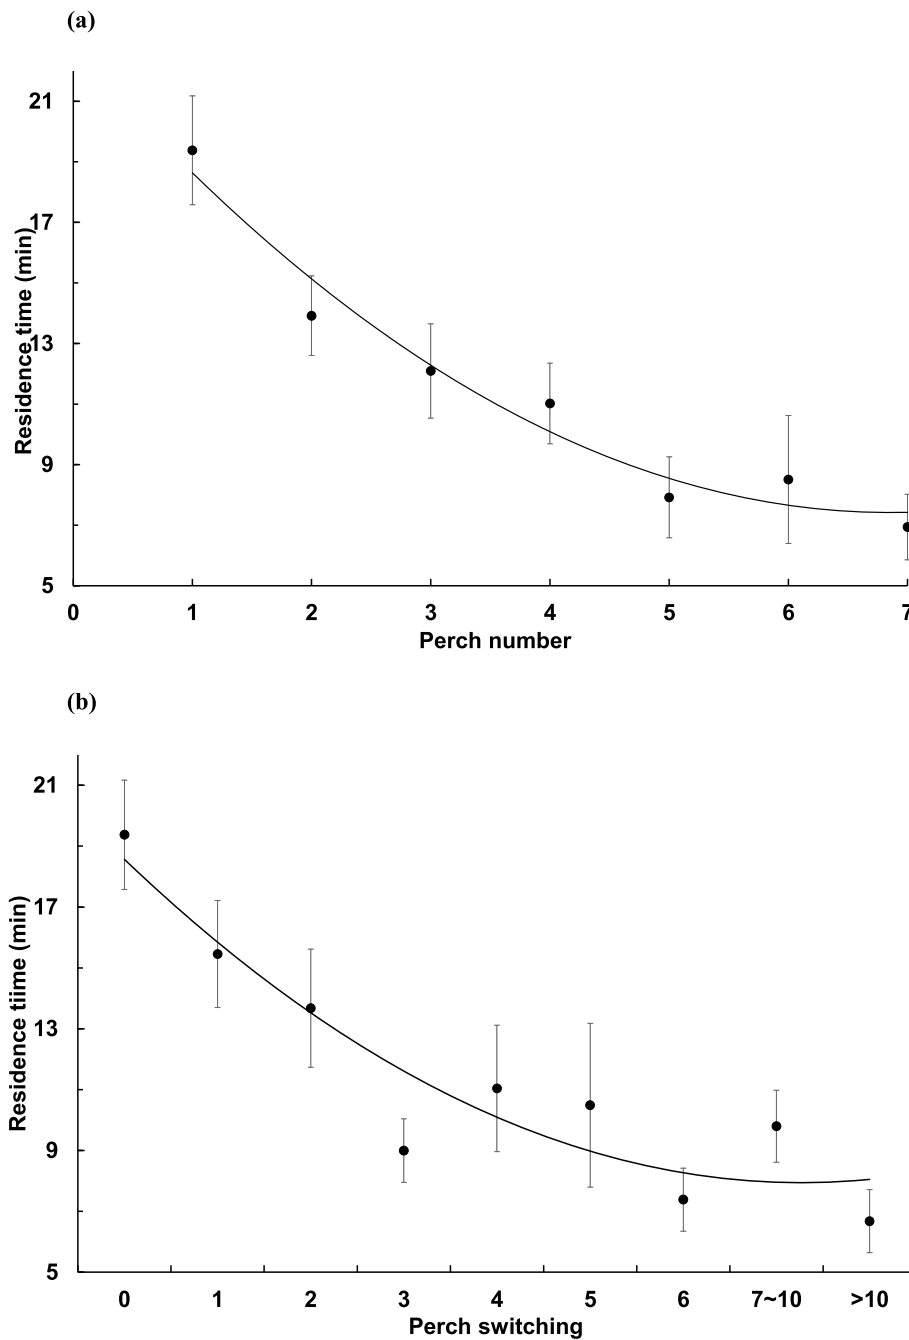 (a)
21
17
13
9
5
Residence time (min)
0 1 2 3 4 5 6 7
Perch number
(b)
21
17
13
9
5
Residence tiime (min)
0 1 2 3 4 5 6 7~10 >10
Perch switching